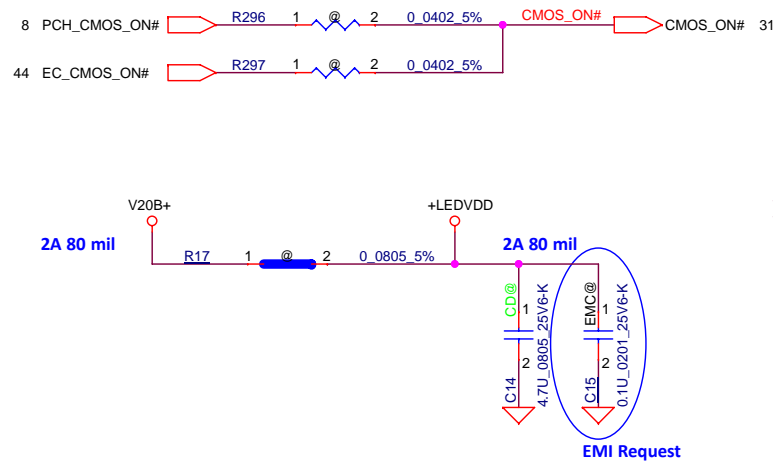 8 PCH_CMOS_ON# R296 1 @ 2 0_0402_5% CMOS_ON# CMOS_ON# 31
44 EC_CMOS_ON# R297 1 @ 2 0_0402_5%
V20B+ +LEDVDD
2A 80 mil 2A 80 mil
R17 1 @ 2 0_0805_5%
CD@ 1 2 C14 4.7U_0805_25V6-K
EMC@ 1 2 C15 0.1U_0201_25V6-K
EMI Request